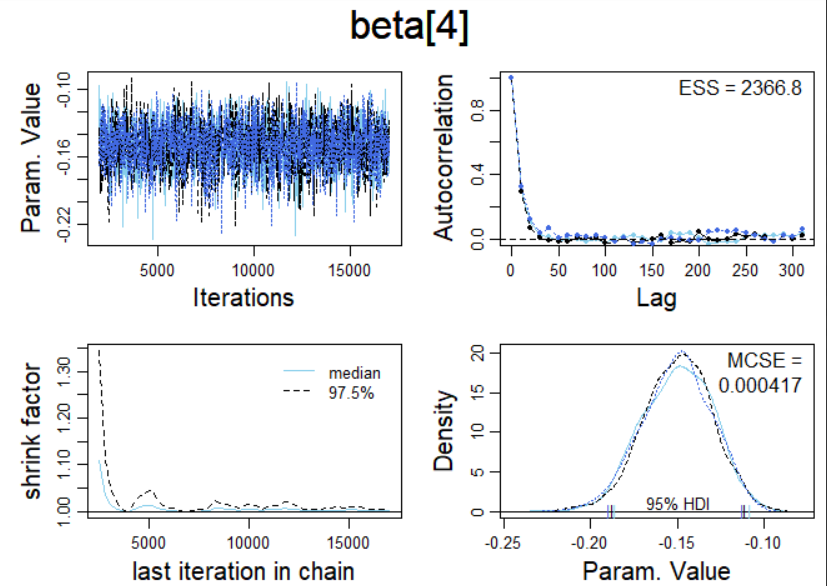 beta[4]
Param. Value
-0.10
-0.16
-0.22
5000 10000 15000
Iterations
Autocorrelation
0.8
0.4
0.0
ESS = 2366.8
0 50 100 150 200 250 300
Lag
shrink factor
1.30
1.20
1.10
1.00
median
97.5%
5000 10000 15000
last iteration in chain
Density
20
15
10
5
0
MCSE =
0.000417
95% HDI
-0.25 -0.20 -0.15 -0.10
Param. Value